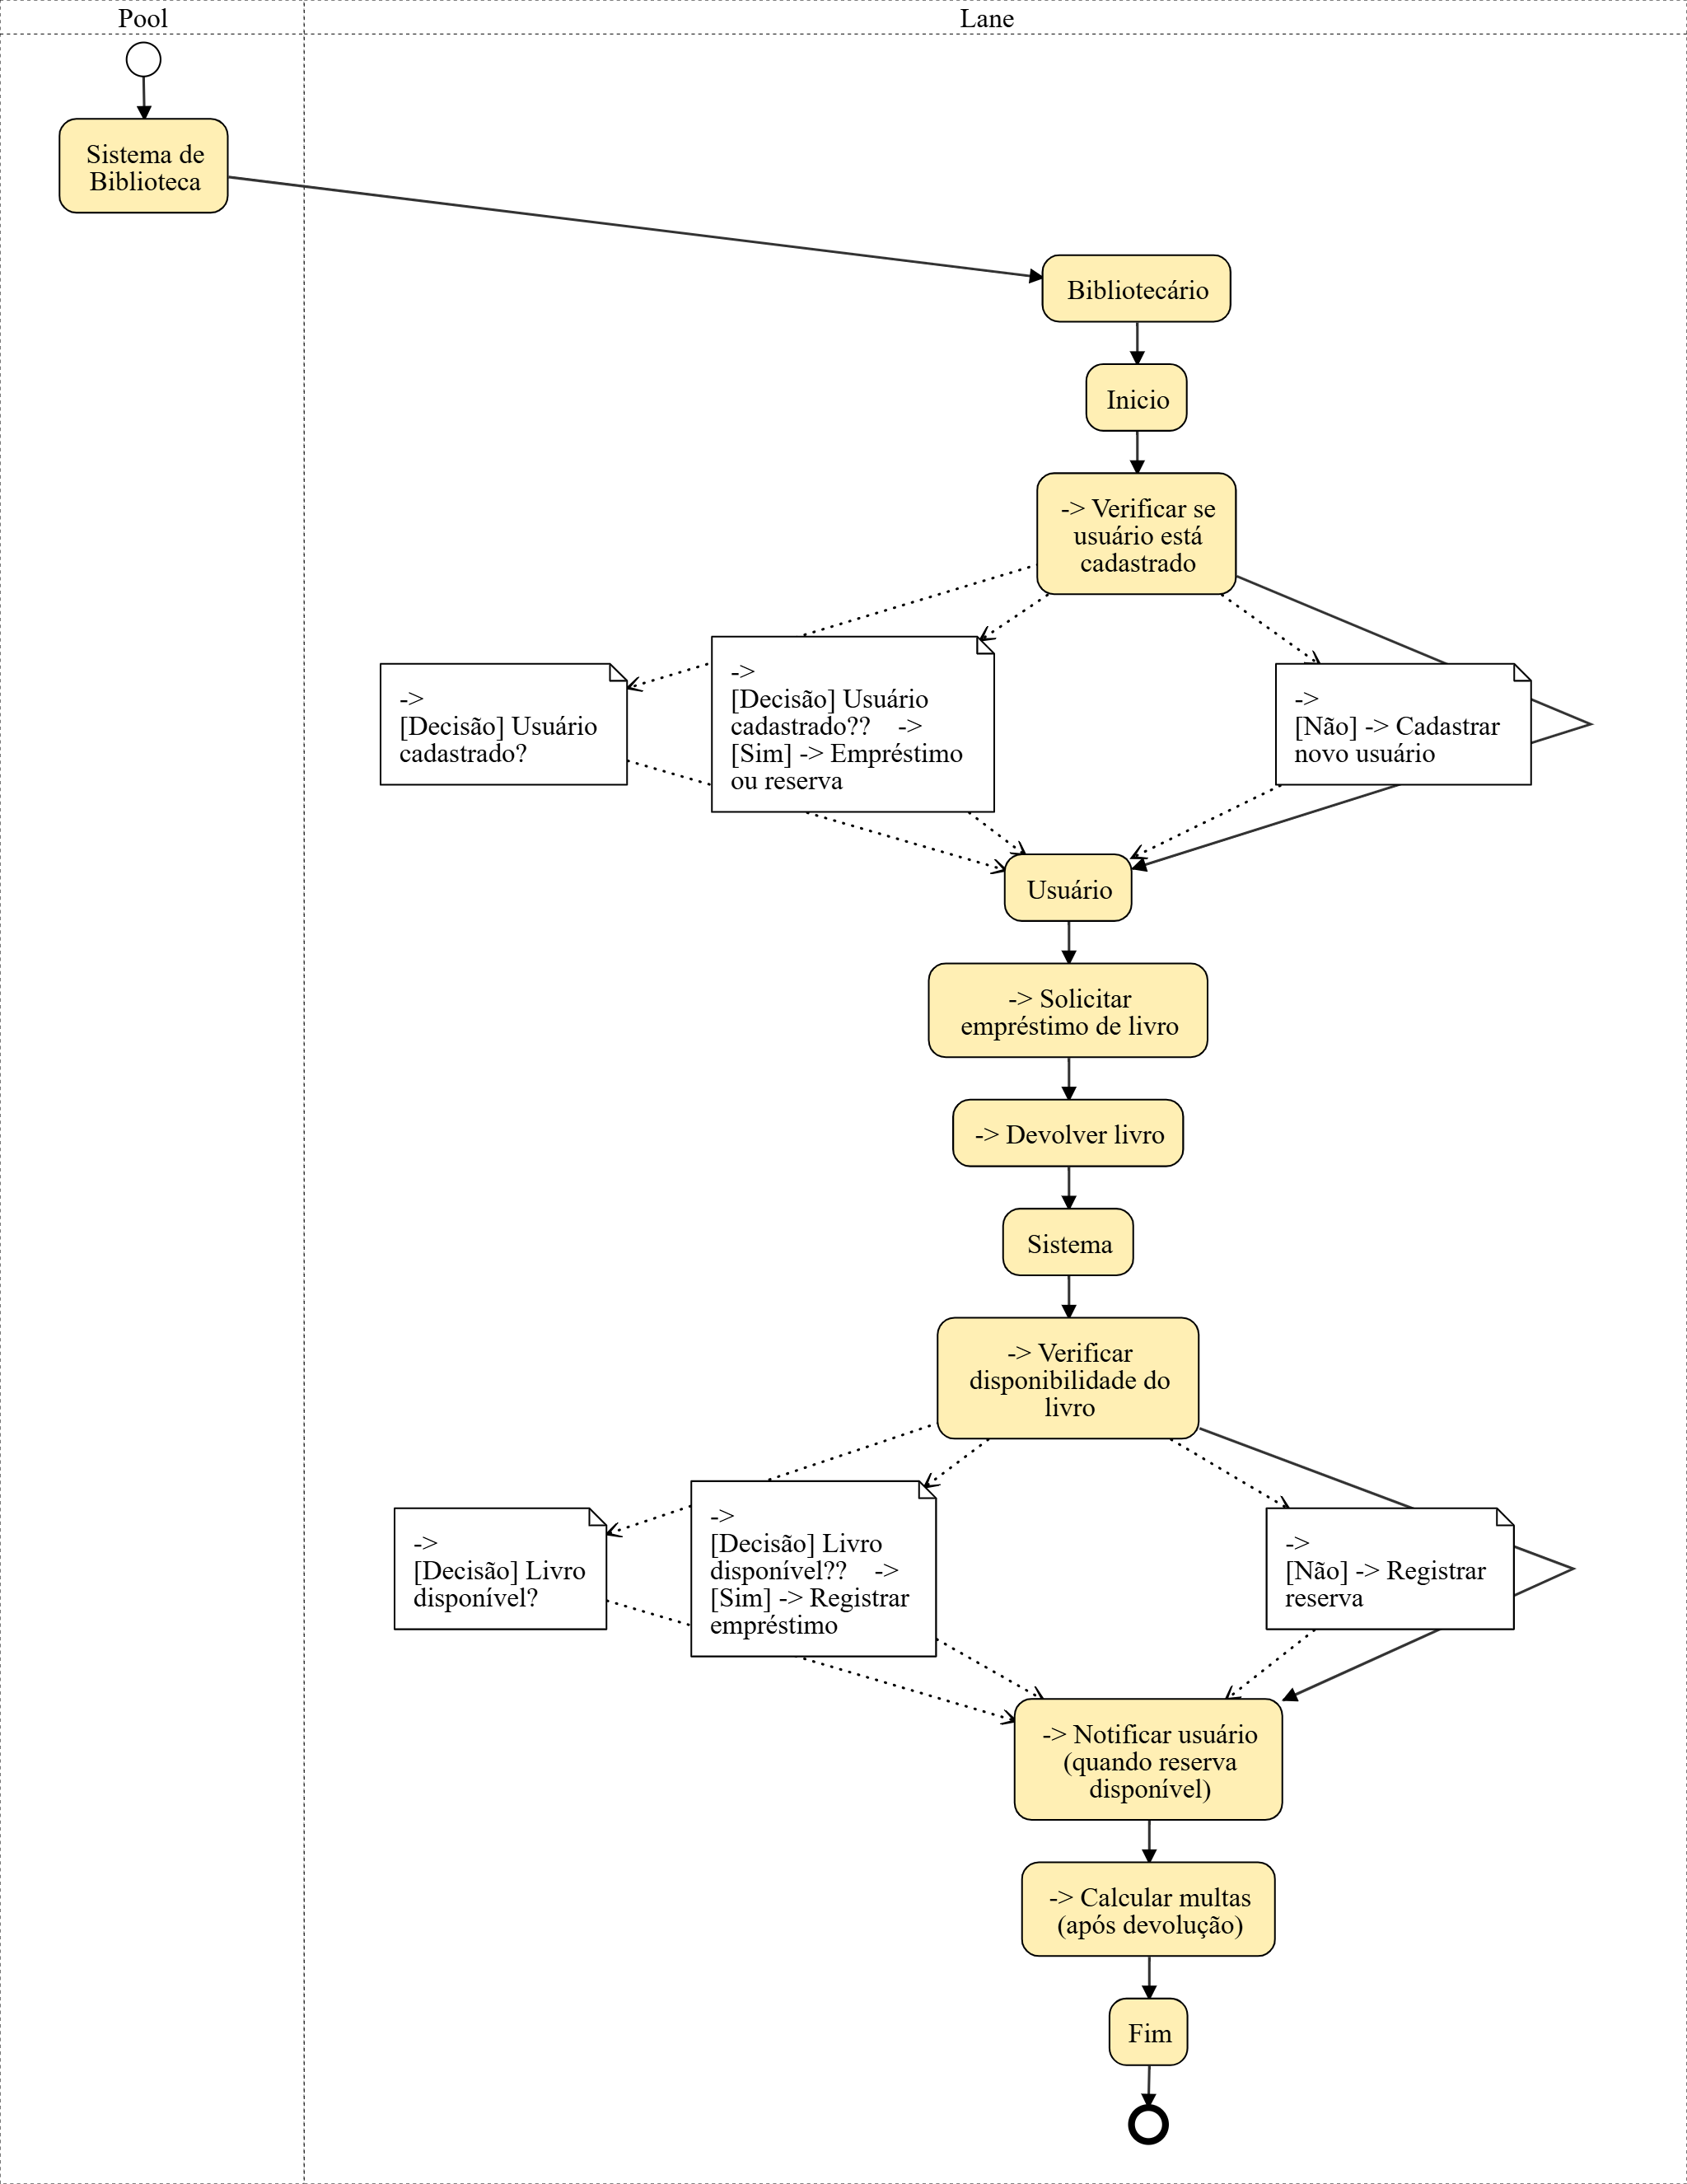 Pool
Lane
Sistema de
Biblioteca
Bibliotecário
Inicio
-> Verificar se
usuário está
cadastrado
->
[Decisão] Usuário
cadastrado?
->
[Decisão] Usuário
cadastrado?? ->
[Sim] -> Empréstimo
ou reserva
->
[Não] -> Cadastrar
novo usuário
Usuário
-> Solicitar
empréstimo de livro
-> Devolver livro
Sistema
-> Verificar
disponibilidade do
livro
->
[Decisão] Livro
disponível?
->
[Decisão] Livro
disponível?? ->
[Sim] -> Registrar
empréstimo
->
[Não] -> Registrar
reserva
-> Notificar usuário
(quando reserva
disponível)
-> Calcular multas
(após devolução)
Fim